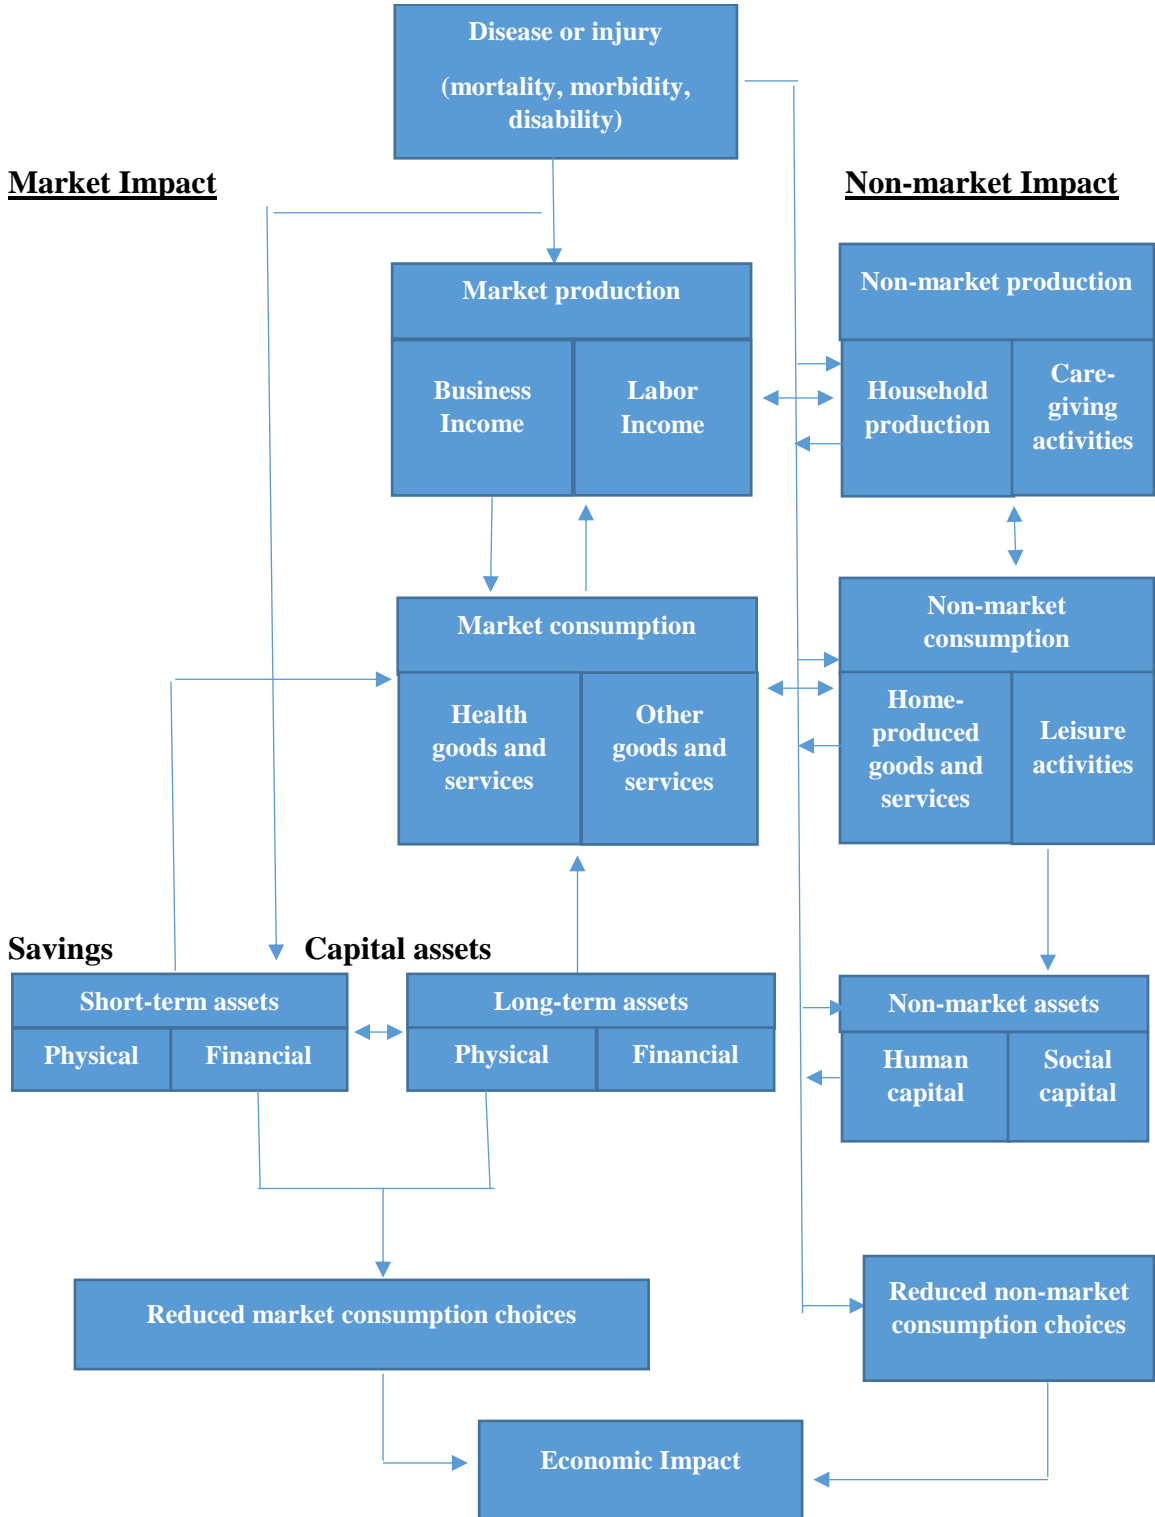 Disease or injury
(mortality, morbidity,
disability)
Market Impact
Non-market Impact
Market production
Business
Income
Labor
Income
Non-market production
Household
production
Care-
giving
activities
Market consumption
Health
goods and
services
Other
goods and
services
Non-market
consumption
Home-
produced
goods and
services
Leisure
activities
Savings
Capital assets
Short-term assets
Physical
Financial
Long-term assets
Physical
Financial
Non-market assets
Human
capital
Social
capital
Reduced market consumption choices
Reduced non-market
consumption choices
Economic Impact